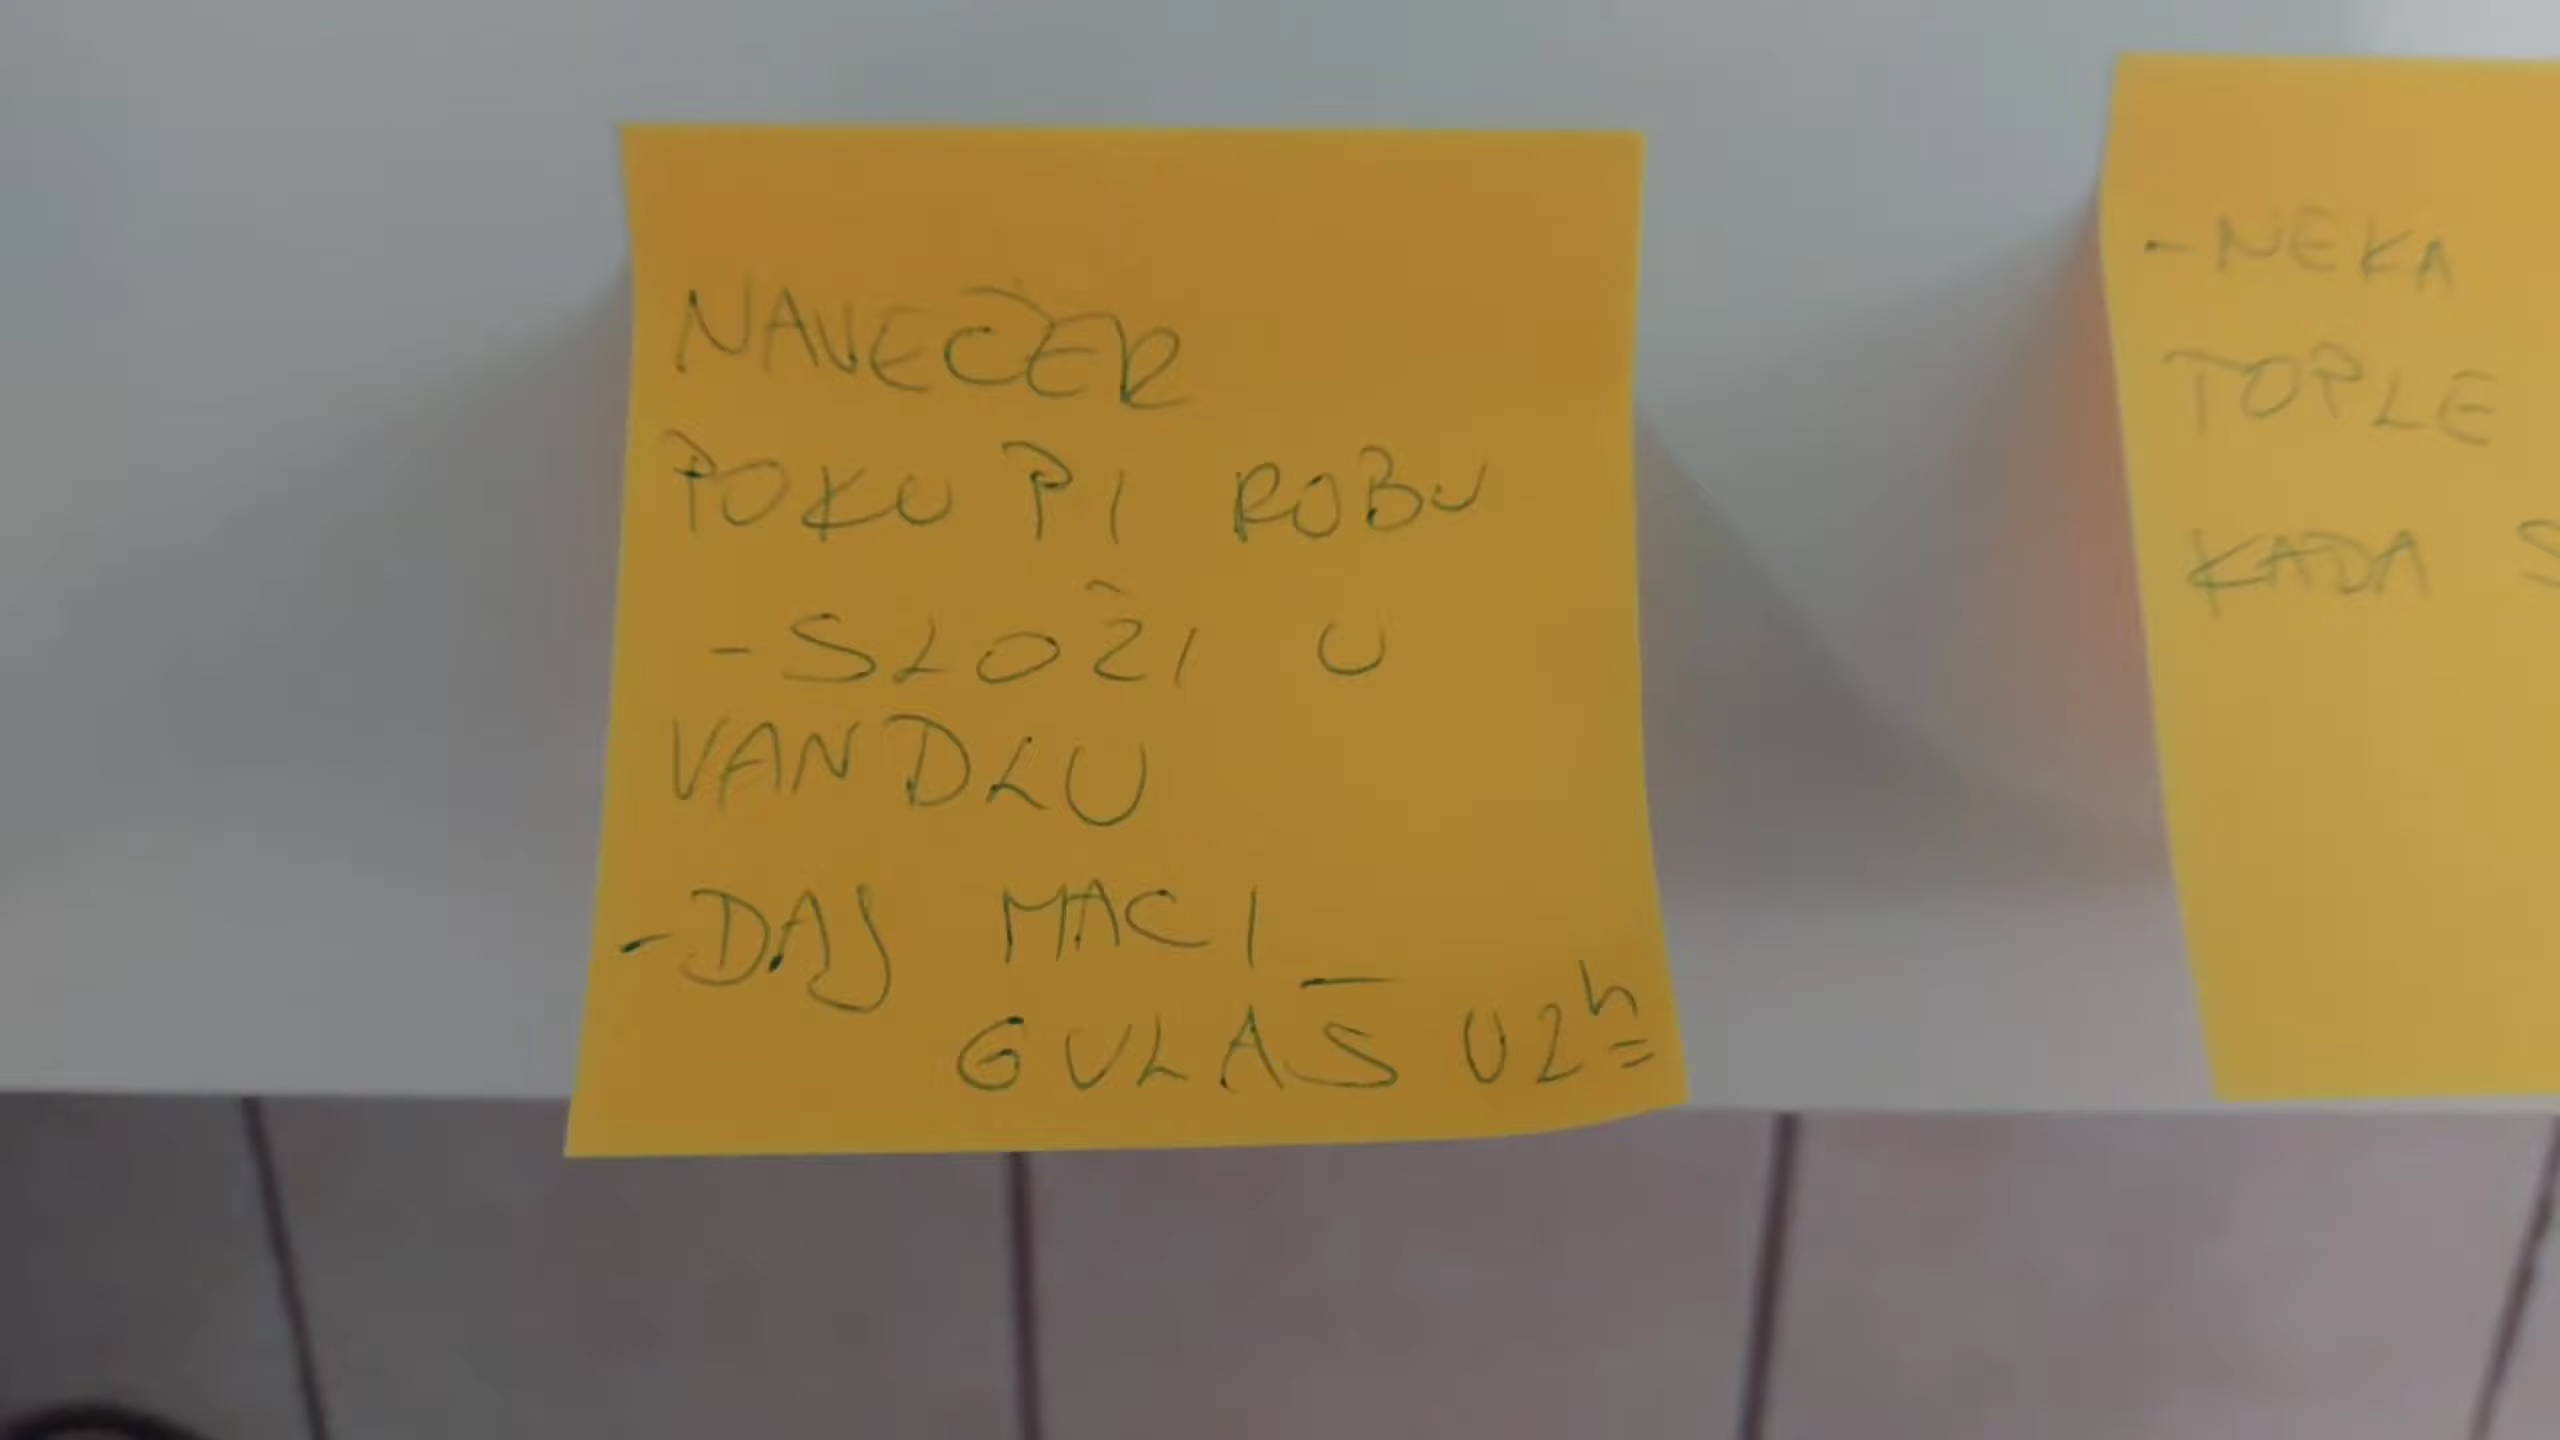 NAVEČER
POKUPI ROBU
- SLOŽI U
VANDLU
- DAJ MACI
GULAŠ U 2h
- NEKA
TOPLE
KADA S